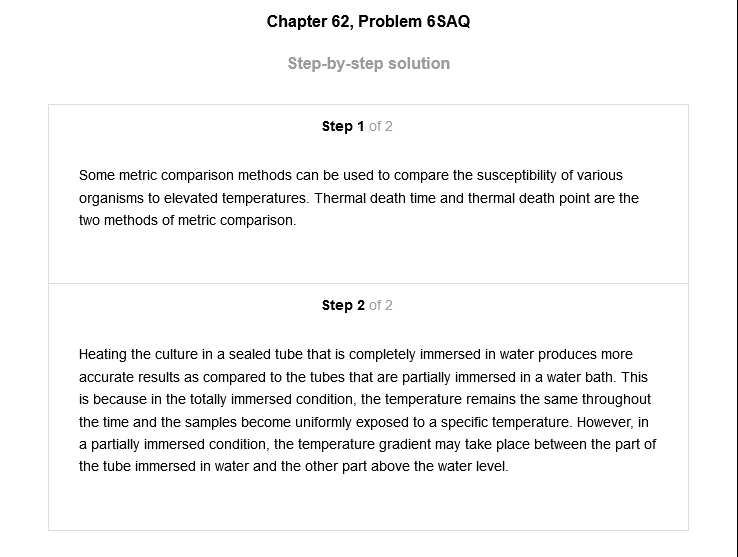 Chapter 62, Problem 6SAQ
Step-by-step solution
Step 1 of 2
Some metric comparison methods can be used to compare the susceptibility of various
organisms to elevated temperatures. Thermal death time and thermal death point are the
two methods of metric comparison.
Step 2 of 2
Heating the culture in a sealed tube that is completely immersed in water produces more
accurate results as compared to the tubes that are partially immersed in a water bath. This
is because in the totally immersed condition, the temperature remains the same throughout
the time and the samples become uniformly exposed to a specific temperature. However, in
a partially immersed condition, the temperature gradient may take place between the part of
the tube immersed in water and the other part above the water level.